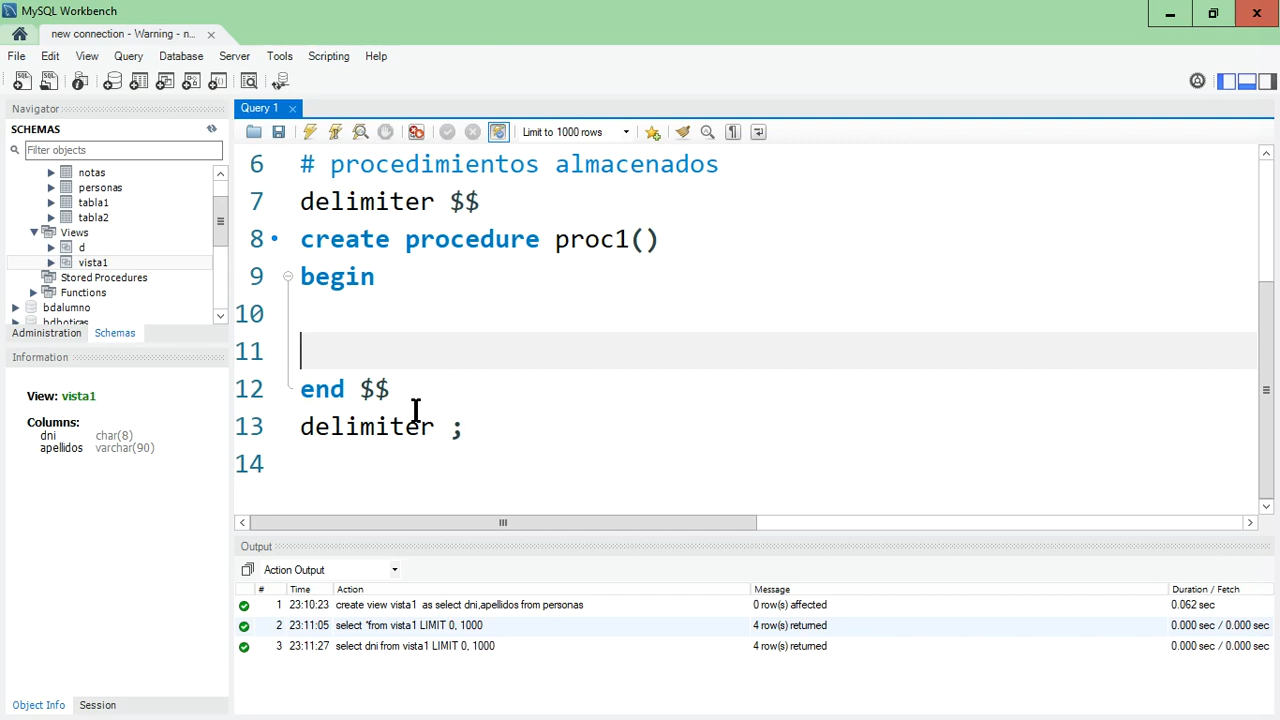 MySQL Workbench
new connection - Warning - n...
File Edit View Query Database Server Tools Scripting Help
Navigator
SCHEMAS
Filter objects
notas
personas
tabla1
tabla2
Views
d
vista1
Stored Procedures
Functions
bdalumno
bdboticas
Administration Schemas
Information
View: vista1
Columns:
dni char(8)
apellidos varchar(90)
Object Info Session
Query 1
Limit to 1000 rows
6 # procedimientos almacenados
7 delimiter $$
8 create procedure proc1()
9 begin
10
11
12 end $$
13 delimiter ;
14
Output
Action Output
# Time Action Message Duration / Fetch
1 23:10:23 create view vista1 as select dni,apellidos from personas 0 row(s) affected 0.062 sec
2 23:11:05 select *from vista1 LIMIT 0, 1000 4 row(s) returned 0.000 sec / 0.000 sec
3 23:11:27 select dni from vista1 LIMIT 0, 1000 4 row(s) returned 0.000 sec / 0.000 sec